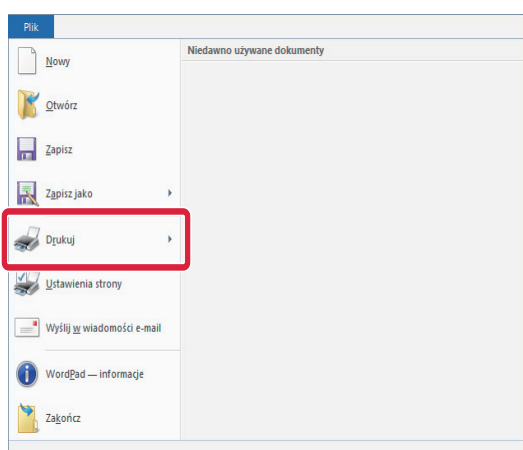 Plik
Niedawno używane dokumenty
Nowy
Otwórz
Zapisz
Zapisz jako
Drukuj
Ustawienia strony
Wyślij w wiadomości e-mail
WordPad — informacje
Zakończ